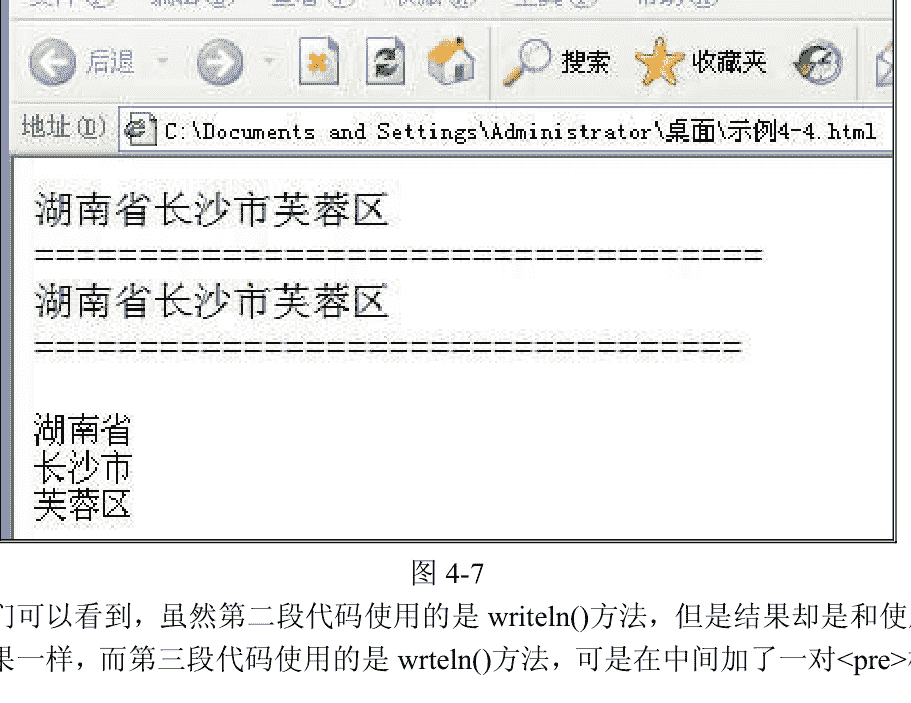 后退 搜索 收藏夹
地址(D) C:\Documents and Settings\Administrator\桌面\示例4-4.html
湖南省长沙市芙蓉区
===================================
湖南省长沙市芙蓉区
==================================
湖南省
长沙市
芙蓉区
图 4-7
们可以看到，虽然第二段代码使用的是 writeln()方法，但是结果却是和使
果一样，而第三段代码使用的是 wrteln()方法，可是在中间加了一对<pre>